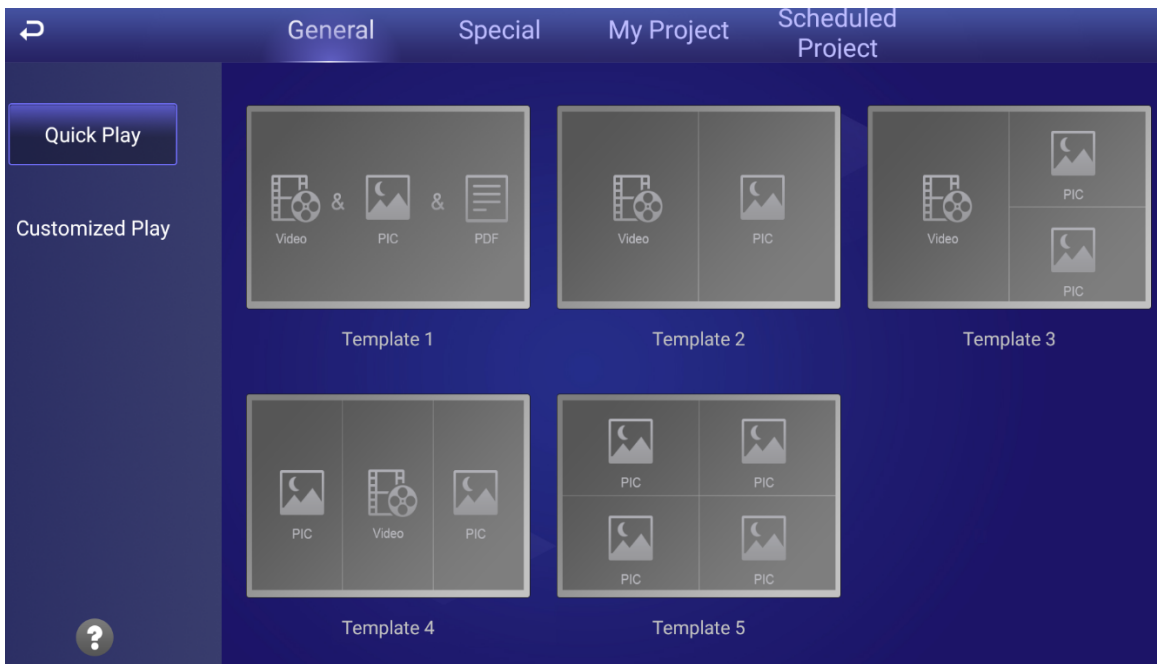 General
Special
My Project
Scheduled
Project
Quick Play
Customized Play
Video
&
PIC
&
PDF
Template 1
Video
PIC
Template 2
Video
PIC
PIC
Template 3
PIC
Video
PIC
Template 4
PIC
PIC
PIC
PIC
Template 5
?